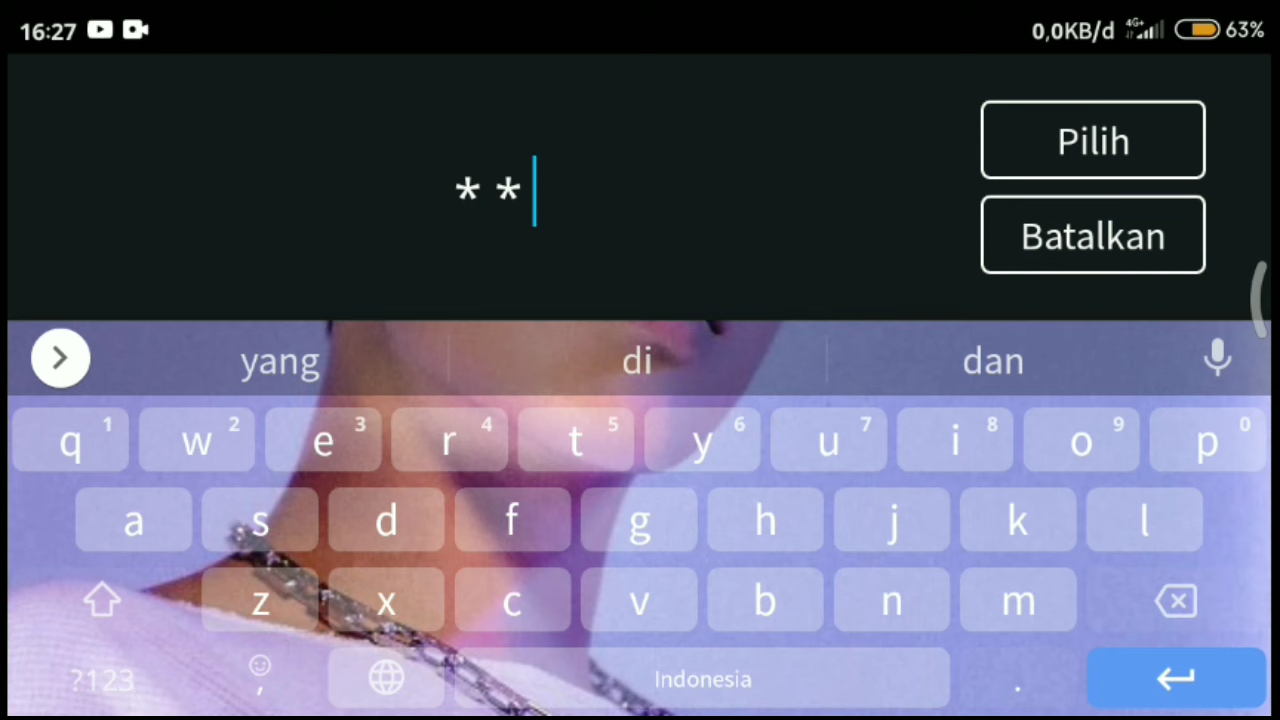 16:27 0,0KB/d 4G+ 63%
Pilih
**
Batalkan
yang di dan
q 1 w 2 e 3 r 4 t 5 y 6 u 7 i 8 o 9 p 0
a s d f g h j k l
z x c v b n m
?123 , Indonesia .